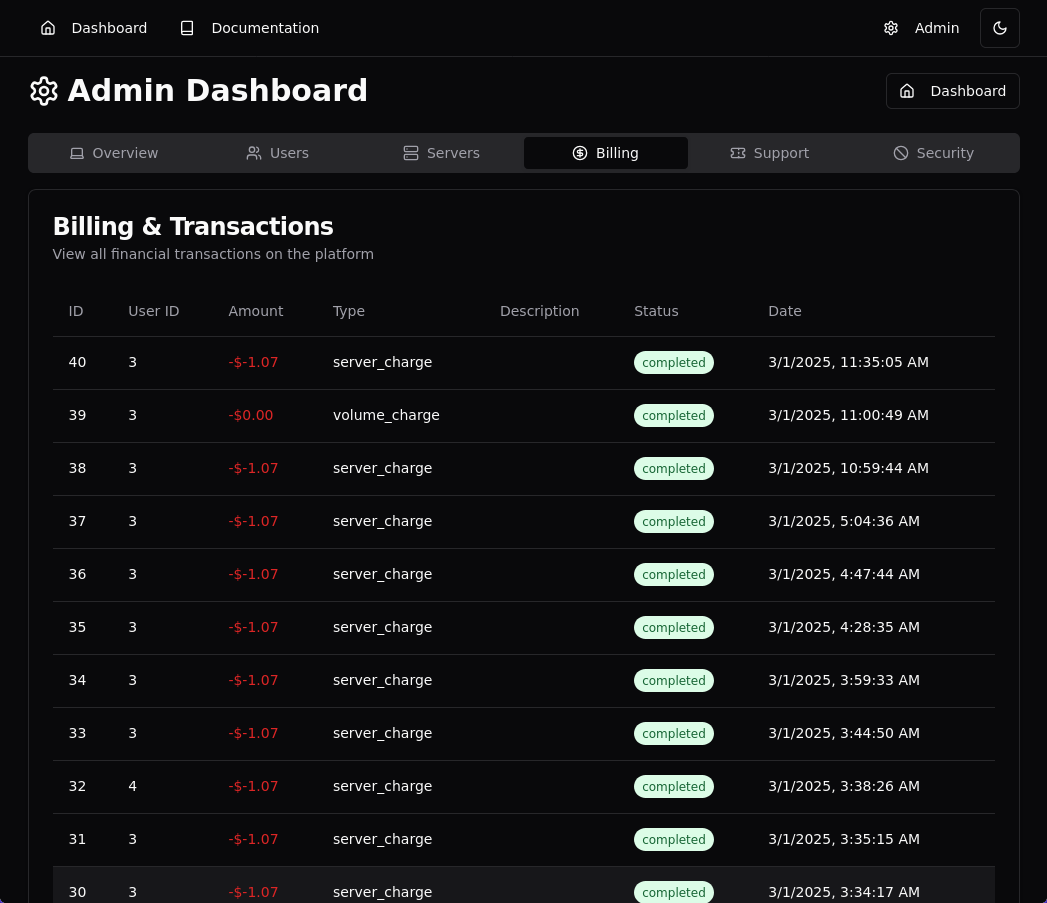 Dashboard Documentation Admin
Admin Dashboard Dashboard
Overview Users Servers Billing Support Security
Billing & Transactions
View all financial transactions on the platform
ID User ID Amount Type Description Status Date
40 3 -$-1.07 server_charge completed 3/1/2025, 11:35:05 AM
39 3 -$0.00 volume_charge completed 3/1/2025, 11:00:49 AM
38 3 -$-1.07 server_charge completed 3/1/2025, 10:59:44 AM
37 3 -$-1.07 server_charge completed 3/1/2025, 5:04:36 AM
36 3 -$-1.07 server_charge completed 3/1/2025, 4:47:44 AM
35 3 -$-1.07 server_charge completed 3/1/2025, 4:28:35 AM
34 3 -$-1.07 server_charge completed 3/1/2025, 3:59:33 AM
33 3 -$-1.07 server_charge completed 3/1/2025, 3:44:50 AM
32 4 -$-1.07 server_charge completed 3/1/2025, 3:38:26 AM
31 3 -$-1.07 server_charge completed 3/1/2025, 3:35:15 AM
30 3 -$-1.07 server_charge completed 3/1/2025, 3:34:17 AM